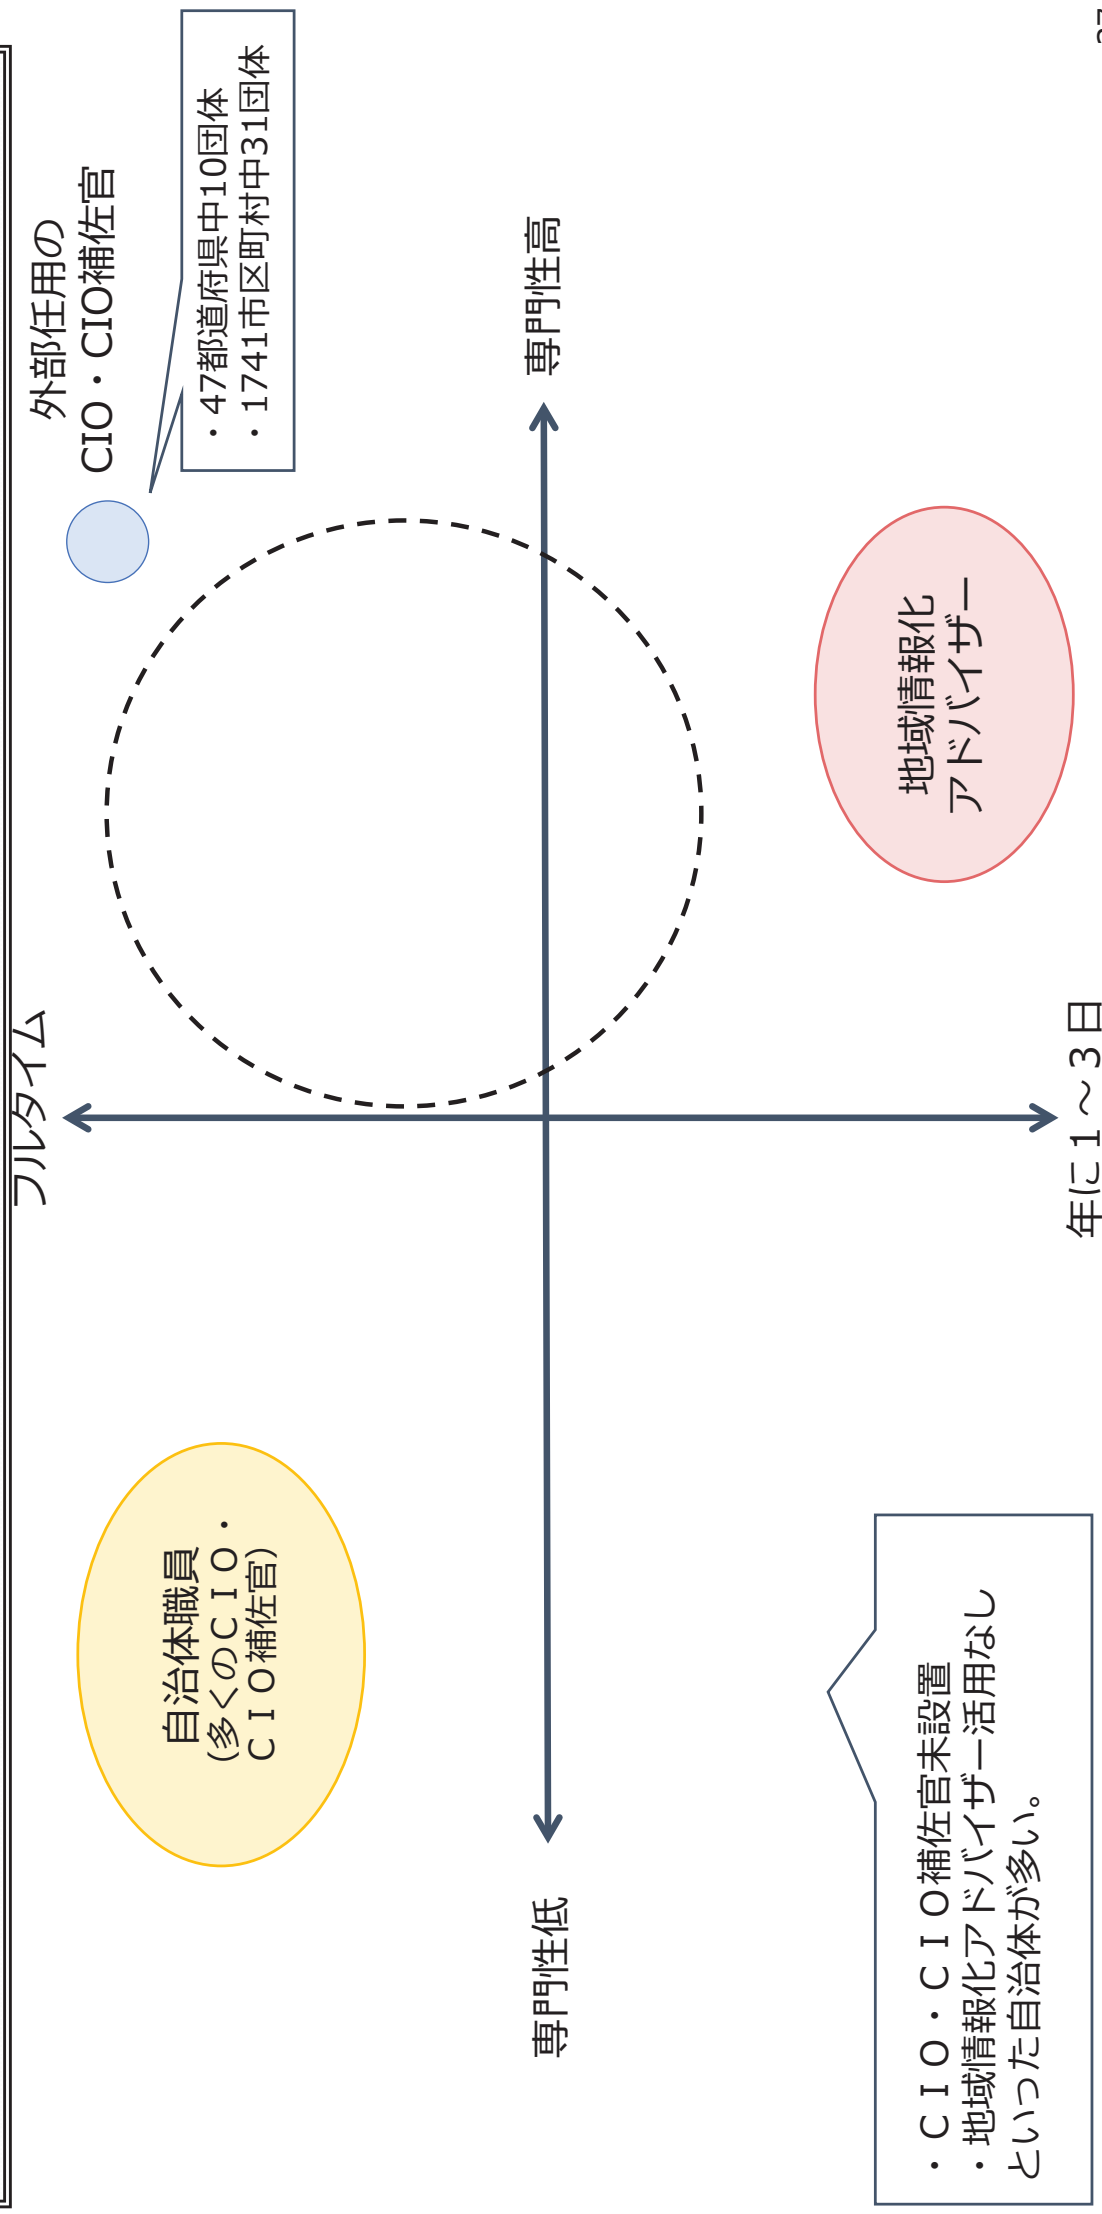 フルタイム
外部任用の
CIO・CIO補佐官
・47都道府県中10団体
・1741市区町村中31団体
自治体職員
(多くのＣＩＯ・
ＣＩＯ補佐官)
専門性低
専門性高
地域情報化
アドバイザー
・ＣＩＯ・ＣＩＯ補佐官未設置
・地域情報化アドバイザー活用なし
といった自治体が多い。
年に１～３日